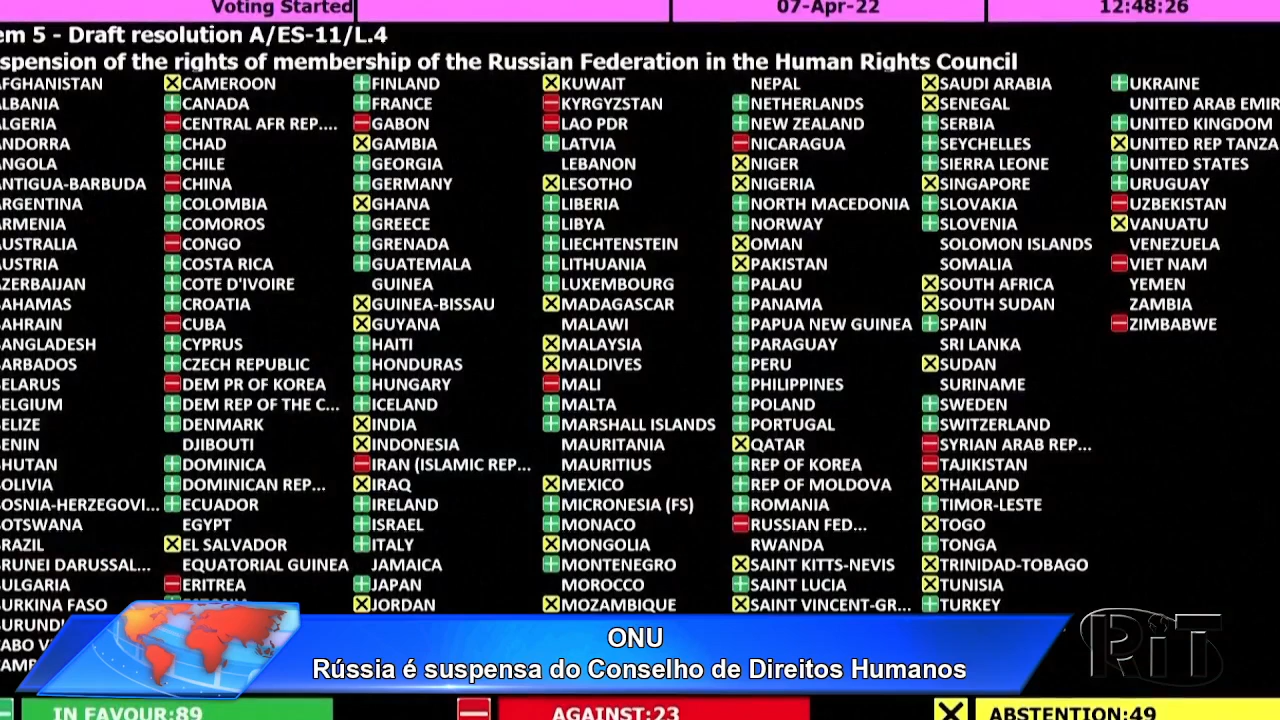 Voting Started 07-Apr-22 12:48:26
em 5 - Draft resolution A/ES-11/L.4
spension of the rights of membership of the Russian Federation in the Human Rights Council
AFGHANISTAN CAMEROON FINLAND KUWAIT NEPAL SAUDI ARABIA UKRAINE
ALBANIA CANADA FRANCE KYRGYZSTAN NETHERLANDS SENEGAL UNITED ARAB EMIR
ALGERIA CENTRAL AFR REP.... GABON LAO PDR NEW ZEALAND SERBIA UNITED KINGDOM
ANDORRA CHAD GAMBIA LATVIA NICARAGUA SEYCHELLES UNITED REP TANZA
ANGOLA CHILE GEORGIA LEBANON NIGER SIERRA LEONE UNITED STATES
ANTIGUA-BARBUDA CHINA GERMANY LESOTHO NIGERIA SINGAPORE URUGUAY
ARGENTINA COLOMBIA GHANA LIBERIA NORTH MACEDONIA SLOVAKIA UZBEKISTAN
ARMENIA COMOROS GREECE LIBYA NORWAY SLOVENIA VANUATU
AUSTRALIA CONGO GRENADA LIECHTENSTEIN OMAN SOLOMON ISLANDS VENEZUELA
AUSTRIA COSTA RICA GUATEMALA LITHUANIA PAKISTAN SOMALIA VIET NAM
AZERBAIJAN COTE D'IVOIRE GUINEA LUXEMBOURG PALAU SOUTH AFRICA YEMEN
BAHAMAS CROATIA GUINEA-BISSAU MADAGASCAR PANAMA SOUTH SUDAN ZAMBIA
BAHRAIN CUBA GUYANA MALAWI PAPUA NEW GUINEA SPAIN ZIMBABWE
BANGLADESH CYPRUS HAITI MALAYSIA PARAGUAY SRI LANKA
BARBADOS CZECH REPUBLIC HONDURAS MALDIVES PERU SUDAN
BELARUS DEM PR OF KOREA HUNGARY MALI PHILIPPINES SURINAME
BELGIUM DEM REP OF THE C... ICELAND MALTA POLAND SWEDEN
BELIZE DENMARK INDIA MARSHALL ISLANDS PORTUGAL SWITZERLAND
BENIN DJIBOUTI INDONESIA MAURITANIA QATAR SYRIAN ARAB REP...
BHUTAN DOMINICA IRAN (ISLAMIC REP... MAURITIUS REP OF KOREA TAJIKISTAN
BOLIVIA DOMINICAN REP... IRAQ MEXICO REP OF MOLDOVA THAILAND
BOSNIA-HERZEGOVI... ECUADOR IRELAND MICRONESIA (FS) ROMANIA TIMOR-LESTE
BOTSWANA EGYPT ISRAEL MONACO RUSSIAN FED... TOGO
BRAZIL EL SALVADOR ITALY MONGOLIA RWANDA TONGA
BRUNEI DARUSSAL... EQUATORIAL GUINEA JAMAICA MONTENEGRO SAINT KITTS-NEVIS TRINIDAD-TOBAGO
BULGARIA ERITREA JAPAN MOROCCO SAINT LUCIA TUNISIA
BURKINA FASO JORDAN MOZAMBIQUE SAINT VINCENT-GR... TURKEY
BURUNDI
CABO V
CAMB
ONU
Rússia é suspensa do Conselho de Direitos Humanos
RiT
IN FAVOUR:89 AGAINST:23 ABSTENTION:49